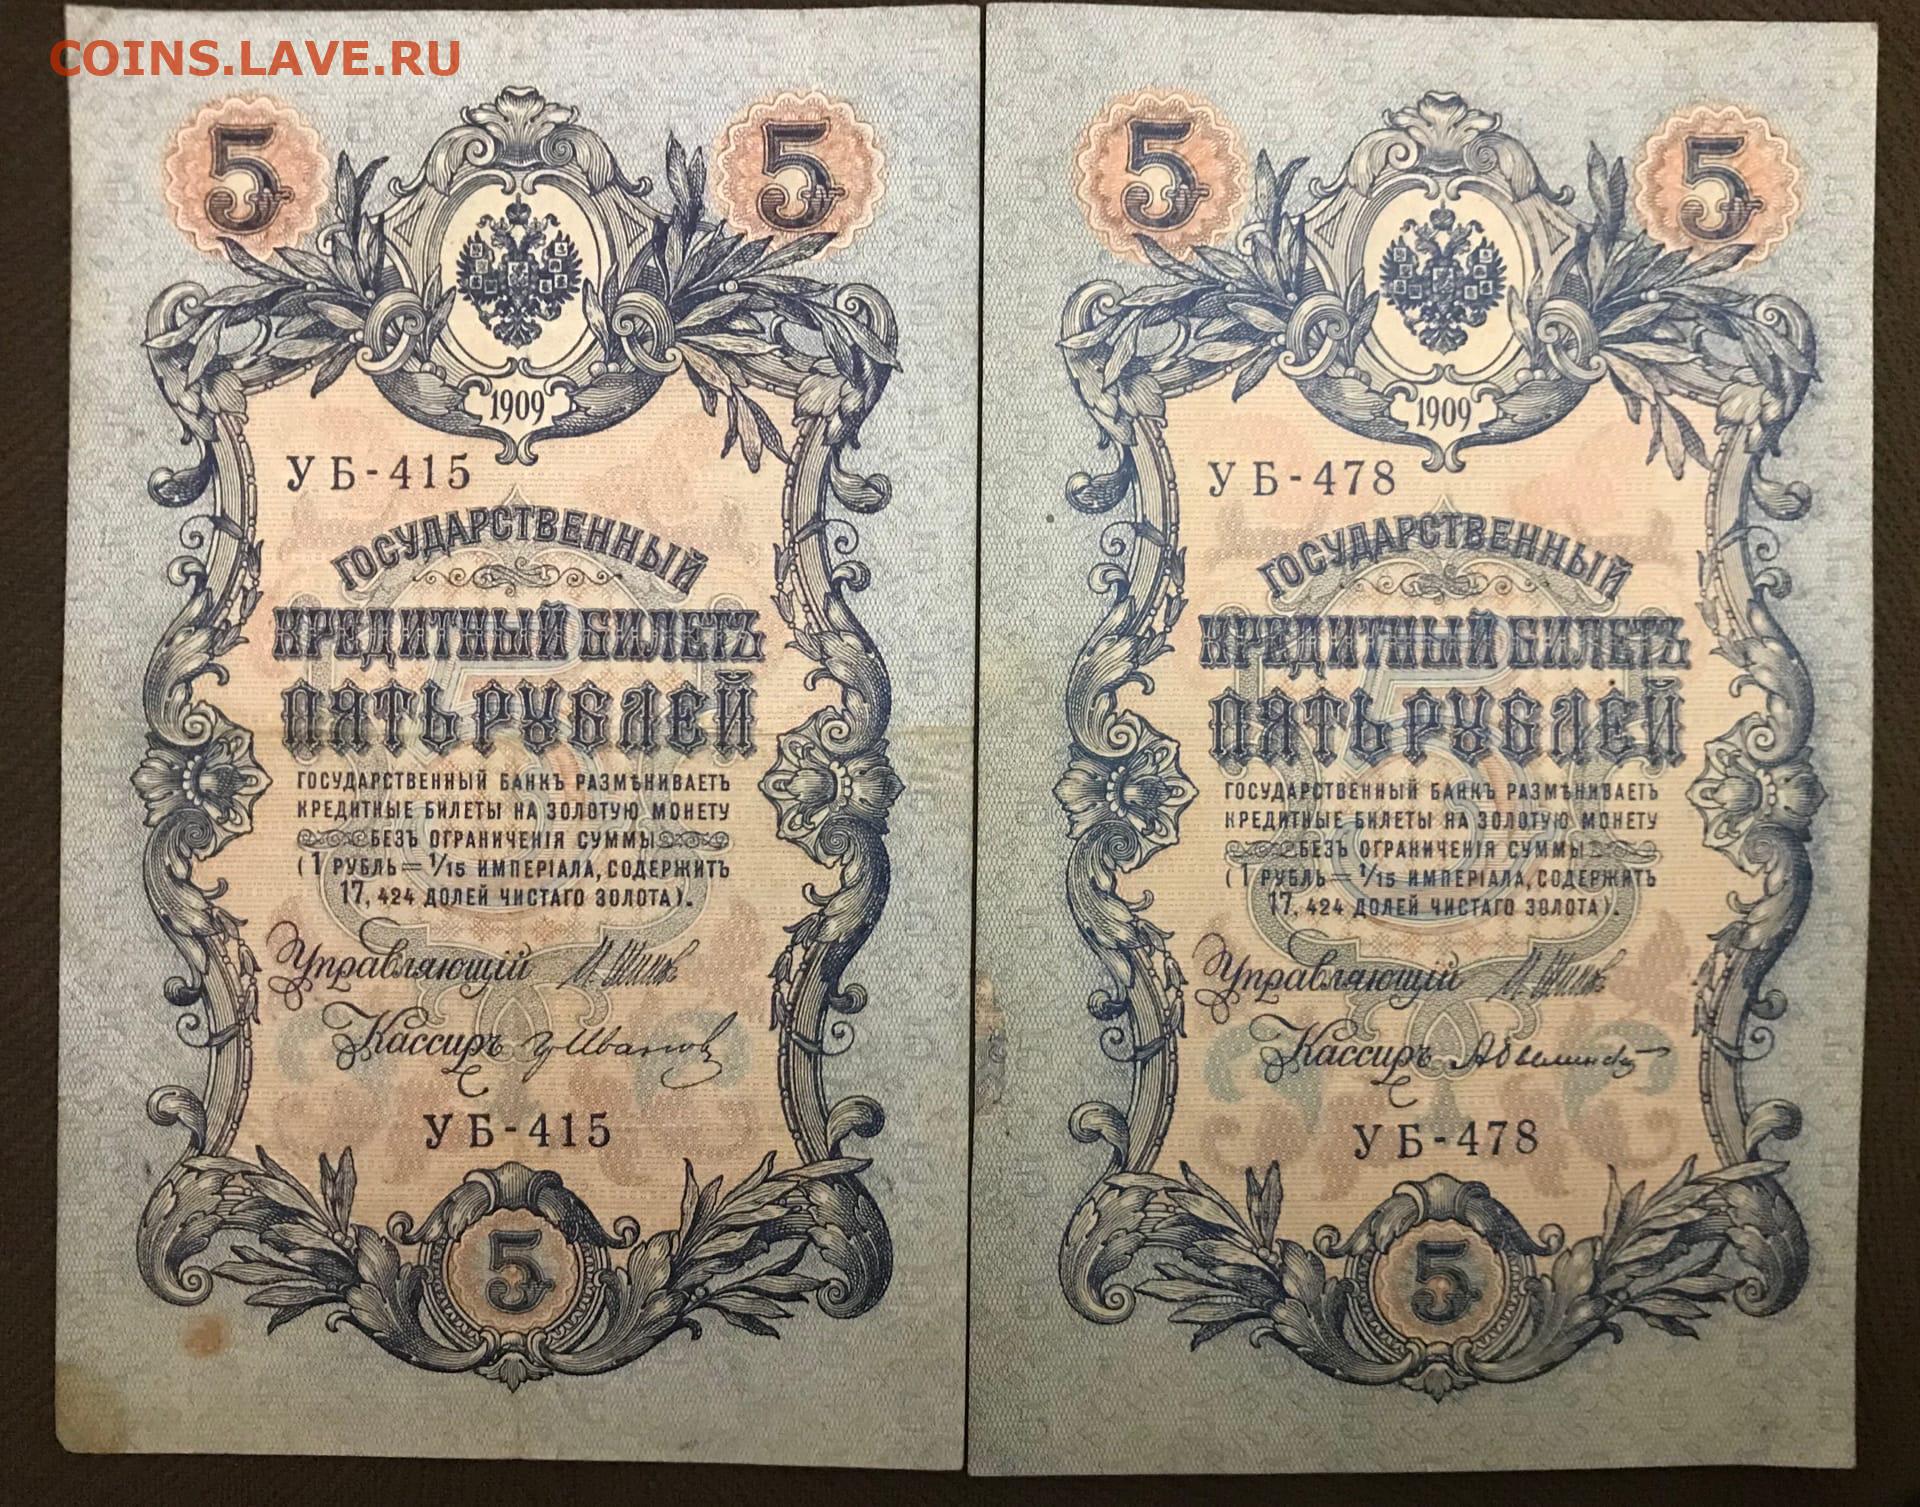 COINS.LAVE.RU
5 5
1909
УБ-415
ГОСУДАРСТВЕННЫЙ
КРЕДИТНЫЙ БИЛЕТЪ
ПЯТЬ РУБЛЕЙ
ГОСУДАРСТВЕННЫЙ БАНКЪ РАЗМѢНИВАЕТЪ
КРЕДИТНЫЕ БИЛЕТЫ НА ЗОЛОТУЮ МОНЕТУ
БЕЗЪ ОГРАНИЧЕНІЯ СУММЫ
(1 РУБЛЬ = 1/15 ИМПЕРІАЛА, СОДЕРЖИТЪ
17,424 ДОЛЕЙ ЧИСТАГО ЗОЛОТА).
Управляющій И Шипов
Кассиръ Гр Иванов
УБ-415
5
5 5
1909
УБ-478
ГОСУДАРСТВЕННЫЙ
КРЕДИТНЫЙ БИЛЕТЪ
ПЯТЬ РУБЛЕЙ
ГОСУДАРСТВЕННЫЙ БАНКЪ РАЗМѢНИВАЕТЪ
КРЕДИТНЫЕ БИЛЕТЫ НА ЗОЛОТУЮ МОНЕТУ
БЕЗЪ ОГРАНИЧЕНІЯ СУММЫ
(1 РУБЛЬ = 1/15 ИМПЕРІАЛА, СОДЕРЖИТЪ
17,424 ДОЛЕЙ ЧИСТАГО ЗОЛОТА).
Управляющій И Шипов
Кассиръ
УБ-478
5